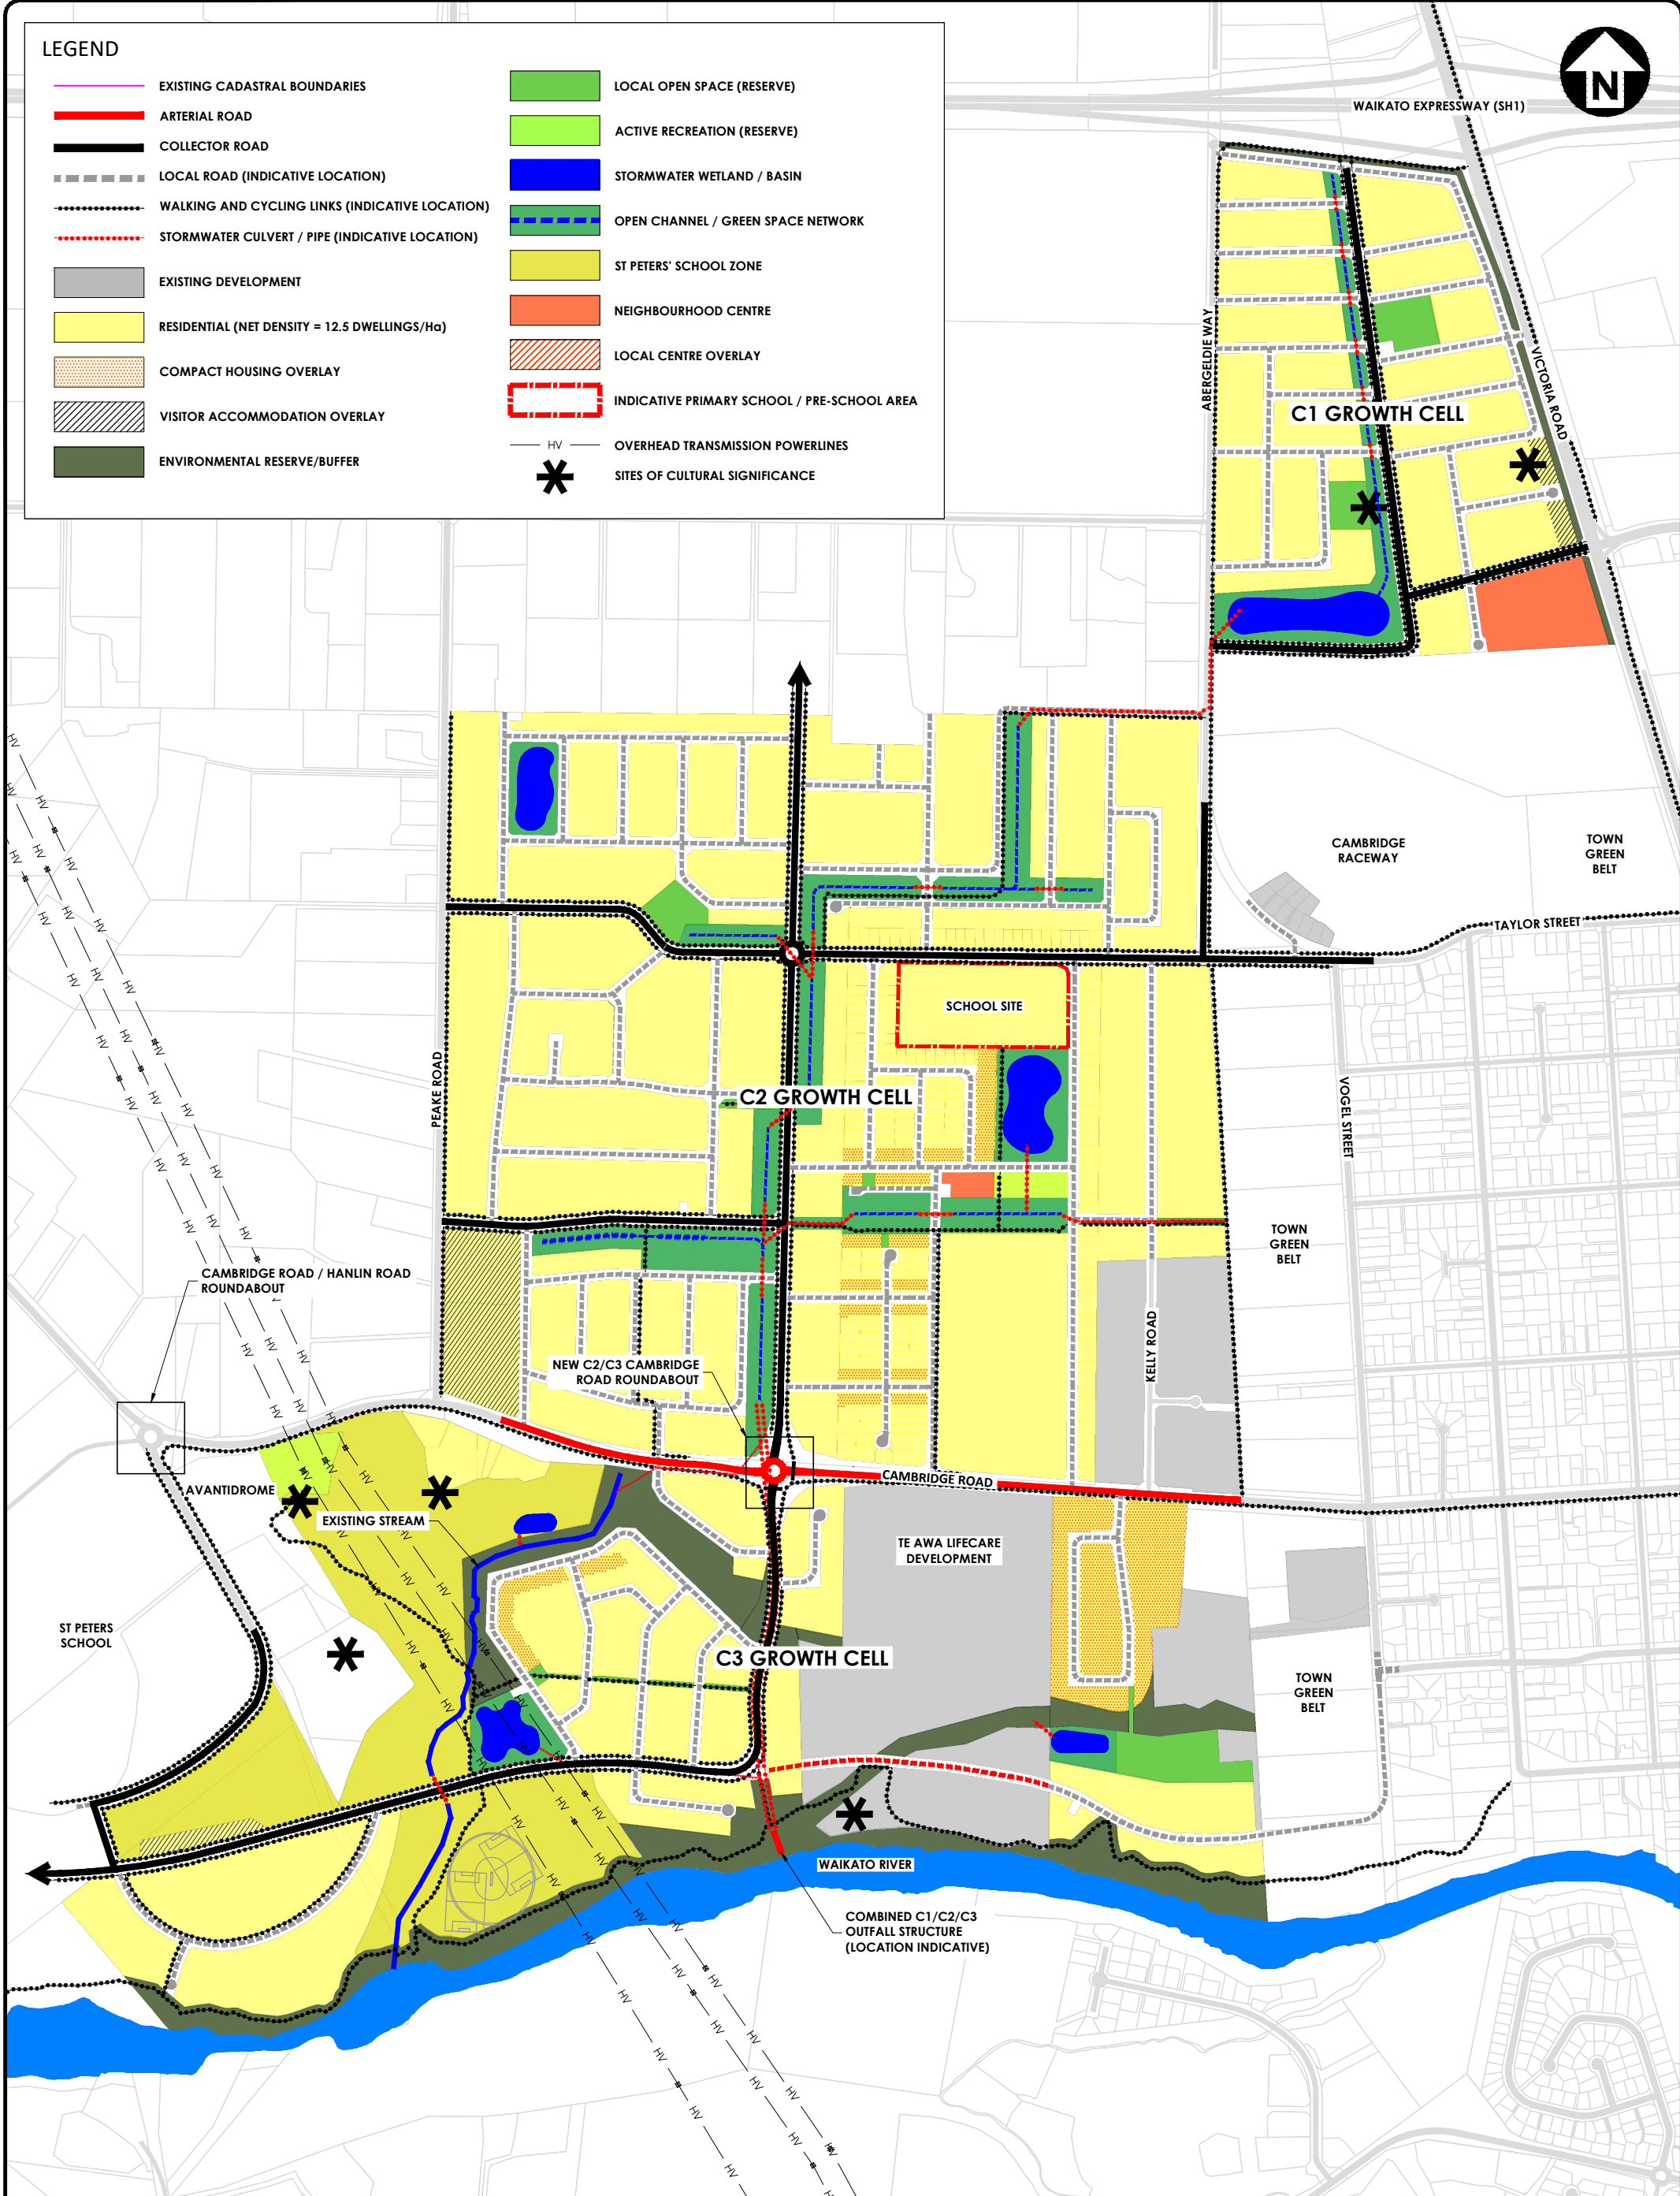 LEGEND
EXISTING CADASTRAL BOUNDARIES
ARTERIAL ROAD
COLLECTOR ROAD
LOCAL ROAD (INDICATIVE LOCATION)
WALKING AND CYCLING LINKS (INDICATIVE LOCATION)
STORMWATER CULVERT / PIPE (INDICATIVE LOCATION)
EXISTING DEVELOPMENT
RESIDENTIAL (NET DENSITY = 12.5 DWELLINGS/Ha)
COMPACT HOUSING OVERLAY
VISITOR ACCOMMODATION OVERLAY
ENVIRONMENTAL RESERVE/BUFFER
LOCAL OPEN SPACE (RESERVE)
ACTIVE RECREATION (RESERVE)
STORMWATER WETLAND / BASIN
OPEN CHANNEL / GREEN SPACE NETWORK
ST PETERS' SCHOOL ZONE
NEIGHBOURHOOD CENTRE
LOCAL CENTRE OVERLAY
INDICATIVE PRIMARY SCHOOL / PRE-SCHOOL AREA
HV
OVERHEAD TRANSMISSION POWERLINES
SITES OF CULTURAL SIGNIFICANCE
N
WAIKATO EXPRESSWAY (SH1)
ABERGELDIE WAY
VICTORIA ROAD
C1 GROWTH CELL
CAMBRIDGE
RACEWAY
TOWN
GREEN
BELT
TAYLOR STREET
SCHOOL SITE
PEAKE ROAD
C2 GROWTH CELL
VOGEL STREET
TOWN
GREEN
BELT
CAMBRIDGE ROAD / HANLIN ROAD
ROUNDABOUT
KELLY ROAD
NEW C2/C3 CAMBRIDGE
ROAD ROUNDABOUT
CAMBRIDGE ROAD
AVANTIDROME
EXISTING STREAM
TE AWA LIFECARE
DEVELOPMENT
ST PETERS
SCHOOL
C3 GROWTH CELL
TOWN
GREEN
BELT
WAIKATO RIVER
COMBINED C1/C2/C3
OUTFALL STRUCTURE
(LOCATION INDICATIVE)